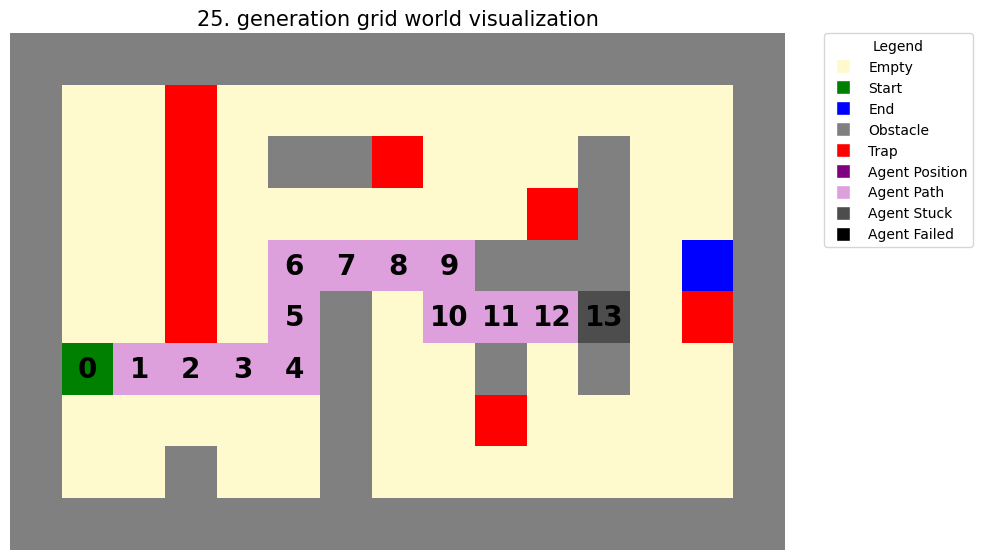 25. generation grid world visualization
Legend
Empty
Start
End
Obstacle
Trap
Agent Position
Agent Path
Agent Stuck
Agent Failed
6 7 8 9
5 10 11 12 13
0 1 2 3 4